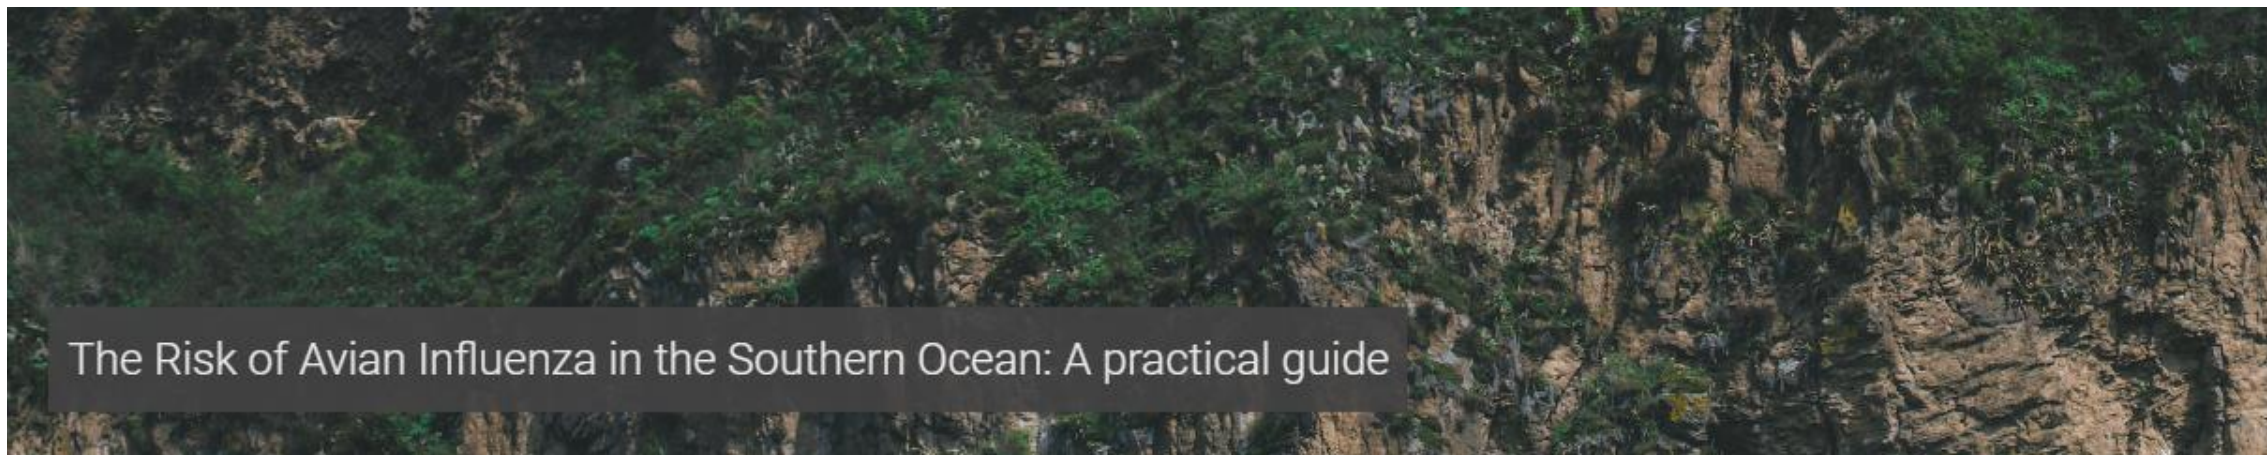 The Risk of Avian Influenza in the Southern Ocean: A practical guide